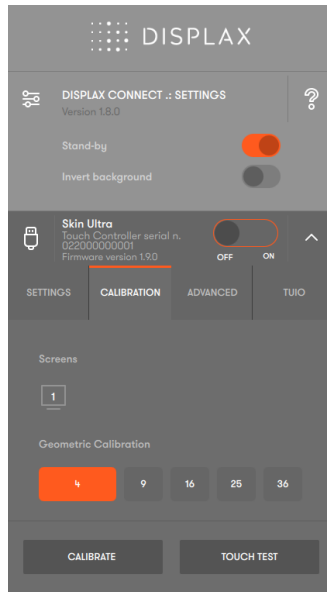 DISPLAX
DISPLAX CONNECT .: SETTINGS
Version 1.8.0
Stand-by
Invert background
Skin Ultra
Touch Controller serial n.
022000000001
Firmware version 1.9.0
OFF ON
SETTINGS CALIBRATION ADVANCED TUIO
Screens
1
Geometric Calibration
4 9 16 25 36
CALIBRATE TOUCH TEST